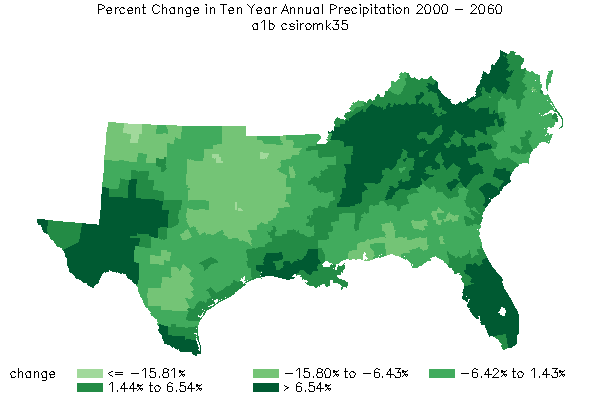 Percent Change in Ten Year Annual Precipitation 2000 − 2060
a1b csiromk35
change <= −15.81% −15.80% to −6.43% −6.42% to 1.43%
1.44% to 6.54% > 6.54%